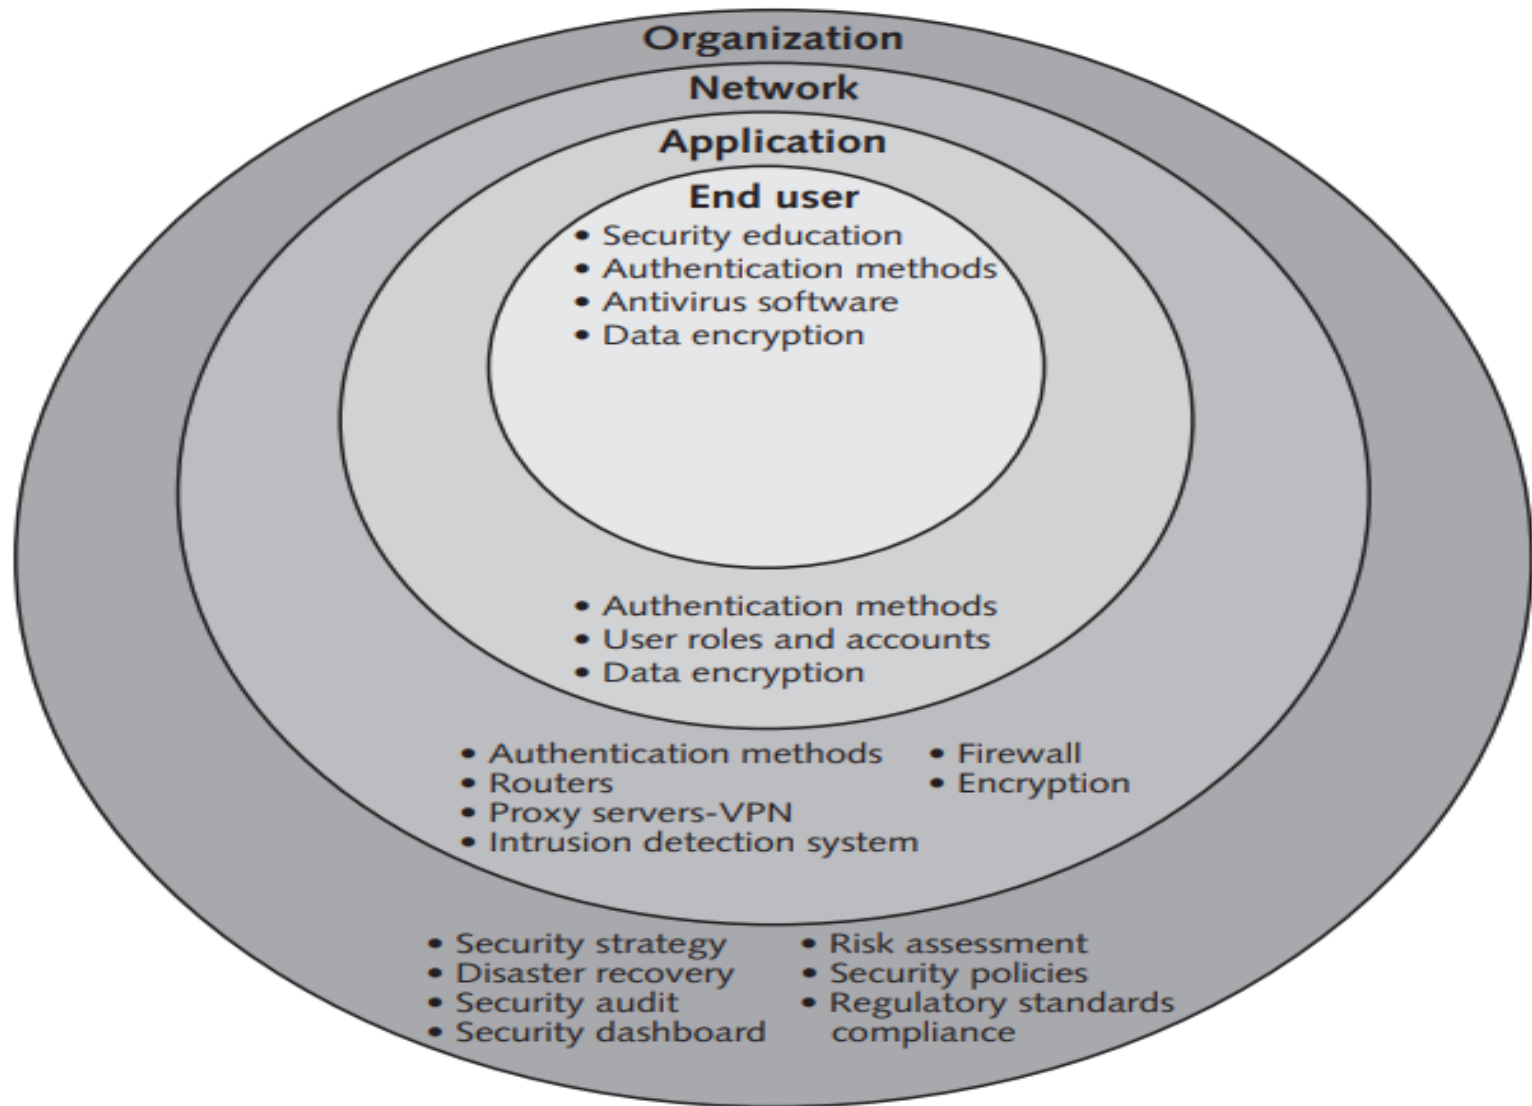 Organization
Network
Application
End user
• Security education
• Authentication methods
• Antivirus software
• Data encryption
• Authentication methods
• User roles and accounts
• Data encryption
• Authentication methods
• Routers
• Proxy servers-VPN
• Intrusion detection system
• Firewall
• Encryption
• Security strategy
• Disaster recovery
• Security audit
• Security dashboard
• Risk assessment
• Security policies
• Regulatory standards
compliance